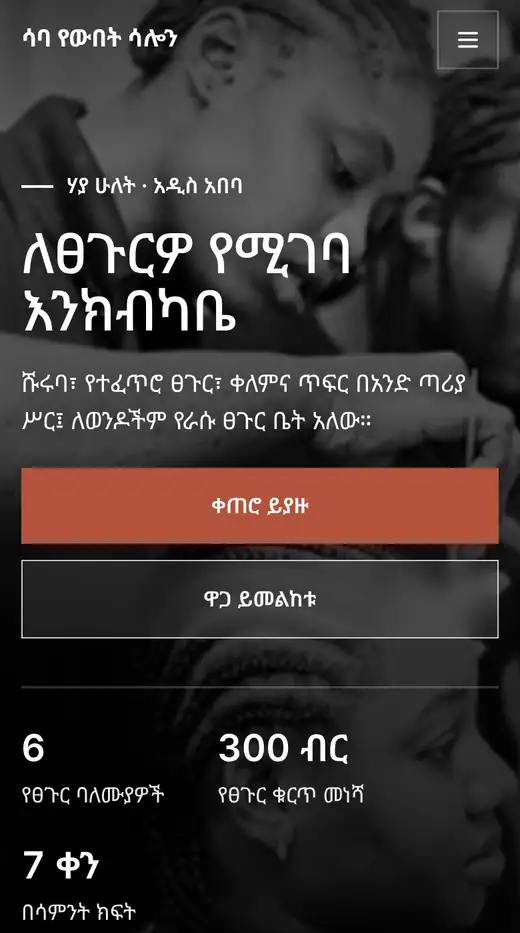 ሳባ የውበት ሳሎን
ሃያ ሁለት · አዲስ አበባ
ለፀጉርዎ የሚገባ
እንክብካቤ
ሹሩባ፣ የተፈጥሮ ፀጉር፣ ቀለምና ጥፍር በአንድ ጣሪያ
ሥር፤ ለወንዶችም የራሱ ፀጉር ቤት አለው።
ቀጠሮ ይያዙ
ዋጋ ይመልከቱ
6
የፀጉር ባለሙያዎች
300 ብር
የፀጉር ቁርጥ መነሻ
7 ቀን
በሳምንት ክፍት